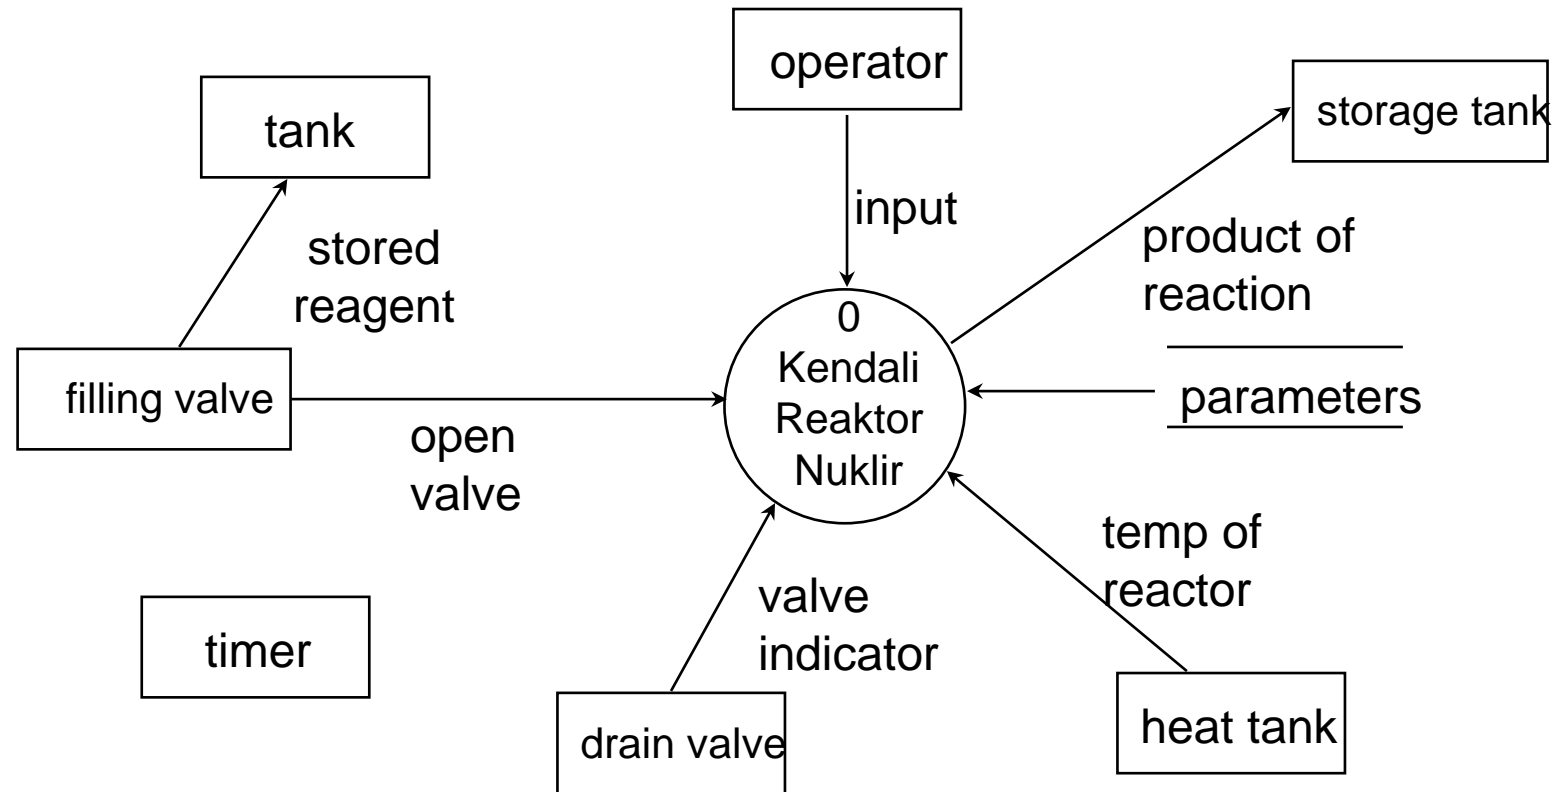 operator
tank
storage tank
input
stored
reagent
product of
reaction
0
Kendali
Reaktor
Nuklir
filling valve
parameters
open
valve
temp of
reactor
valve
indicator
timer
drain valve
heat tank